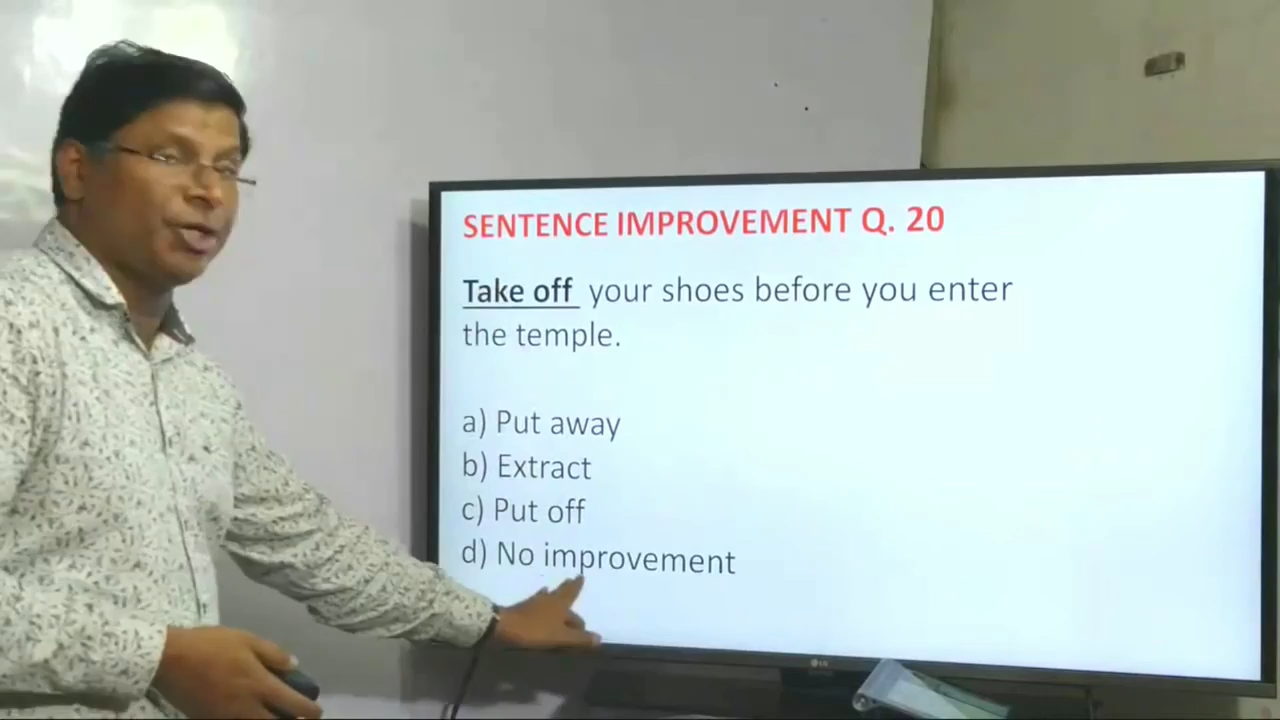 SENTENCE IMPROVEMENT Q. 20
Take off your shoes before you enter
the temple.
a) Put away
b) Extract
c) Put off
d) No improvement
LG